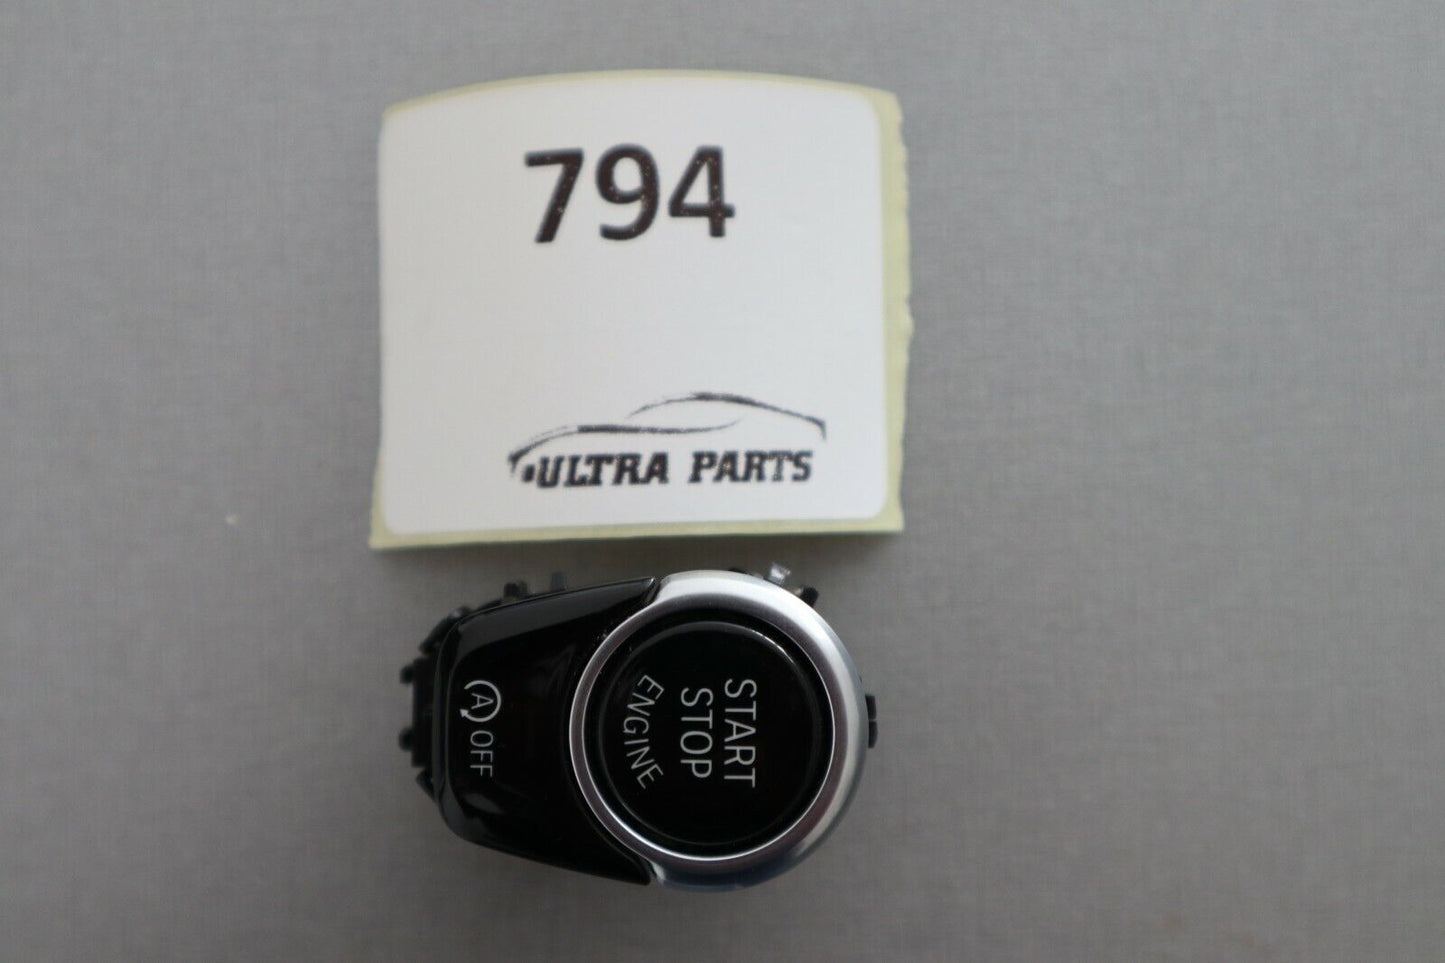 794
ULTRA PARTS
START
STOP
ENGINE
A OFF